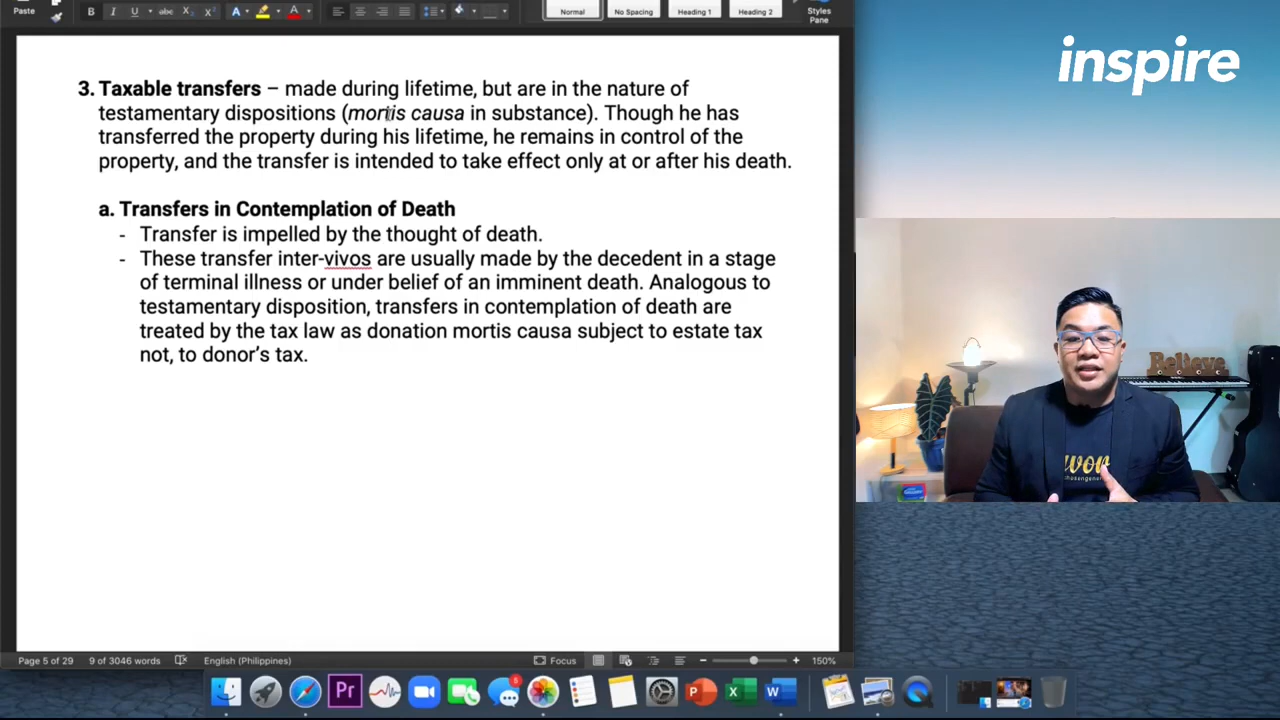 Paste
B I U abc X₂ X² A A
Normal
No Spacing
Heading 1
Heading 2
Styles
Pane
inspire
3. Taxable transfers – made during lifetime, but are in the nature of
testamentary dispositions (mortis causa in substance). Though he has
transferred the property during his lifetime, he remains in control of the
property, and the transfer is intended to take effect only at or after his death.
a. Transfers in Contemplation of Death
- Transfer is impelled by the thought of death.
- These transfer inter-vivos are usually made by the decedent in a stage
of terminal illness or under belief of an imminent death. Analogous to
testamentary disposition, transfers in contemplation of death are
treated by the tax law as donation mortis causa subject to estate tax
not, to donor’s tax.
Believe
Page 5 of 29
9 of 3046 words
English (Philippines)
Focus
150%
Pr
5
P
X
W